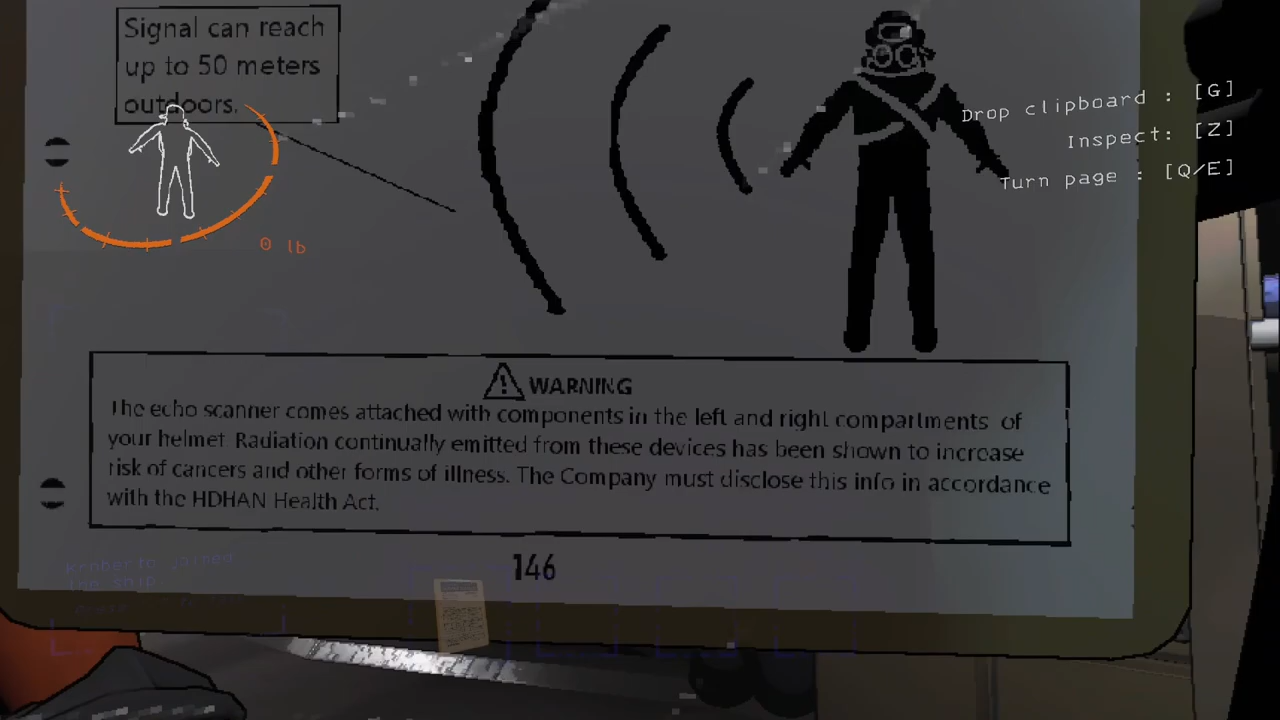 Signal can reach
up to 50 meters
outdoors.
Drop clipboard : [G]
Inspect: [Z]
Turn page : [Q/E]
0 lb
WARNING
The echo scanner comes attached with components in the left and right compartments of
your helmet. Radiation continually emitted from these devices has been shown to increase
risk of cancers and other forms of illness. The Company must disclose this info in accordance
with the HDHAN Health Act.
146